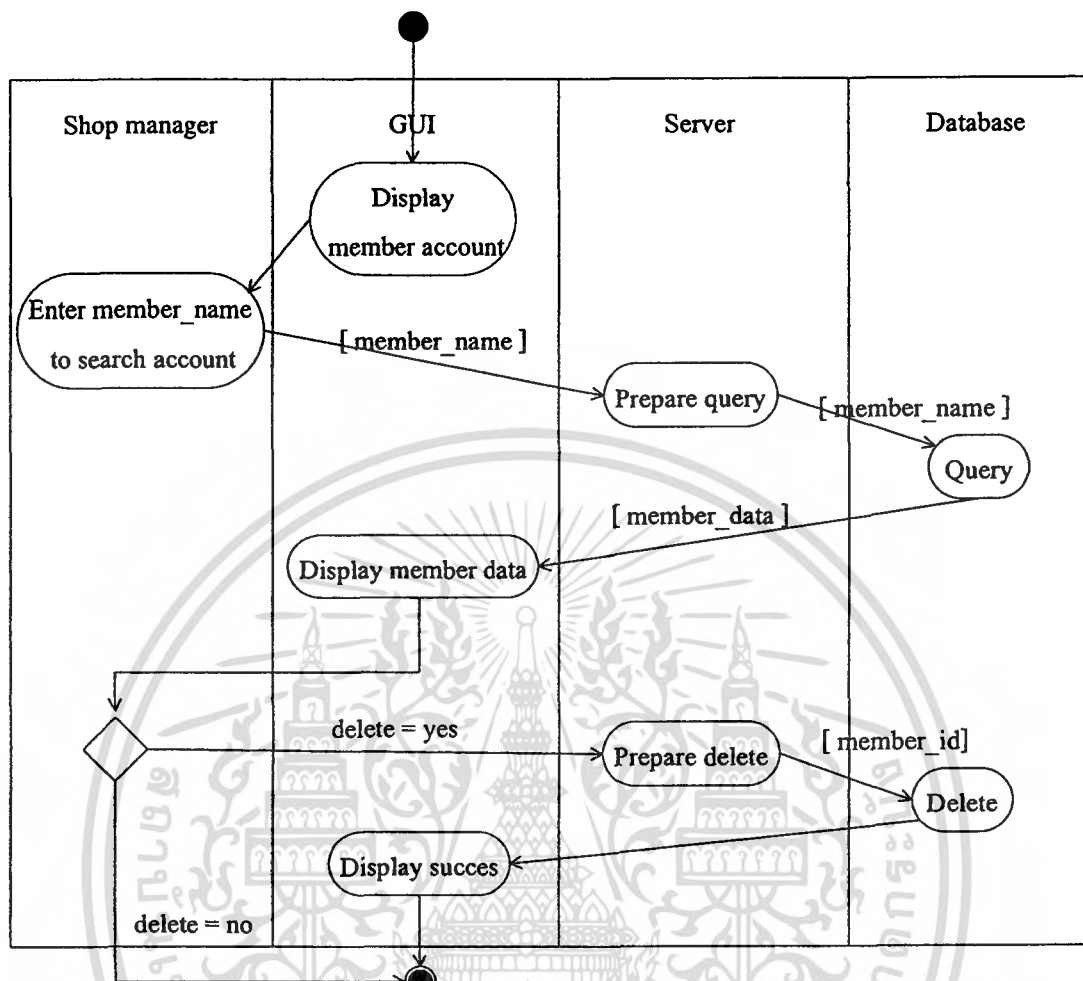 Shop manager
GUI
Server
Database
Display
member account
Enter member_name
to search account
[ member_name ]
Prepare query
[ member_name ]
Query
[ member_data ]
Display member data
delete = yes
Prepare delete
[ member_id]
Delete
Display succes
delete = no